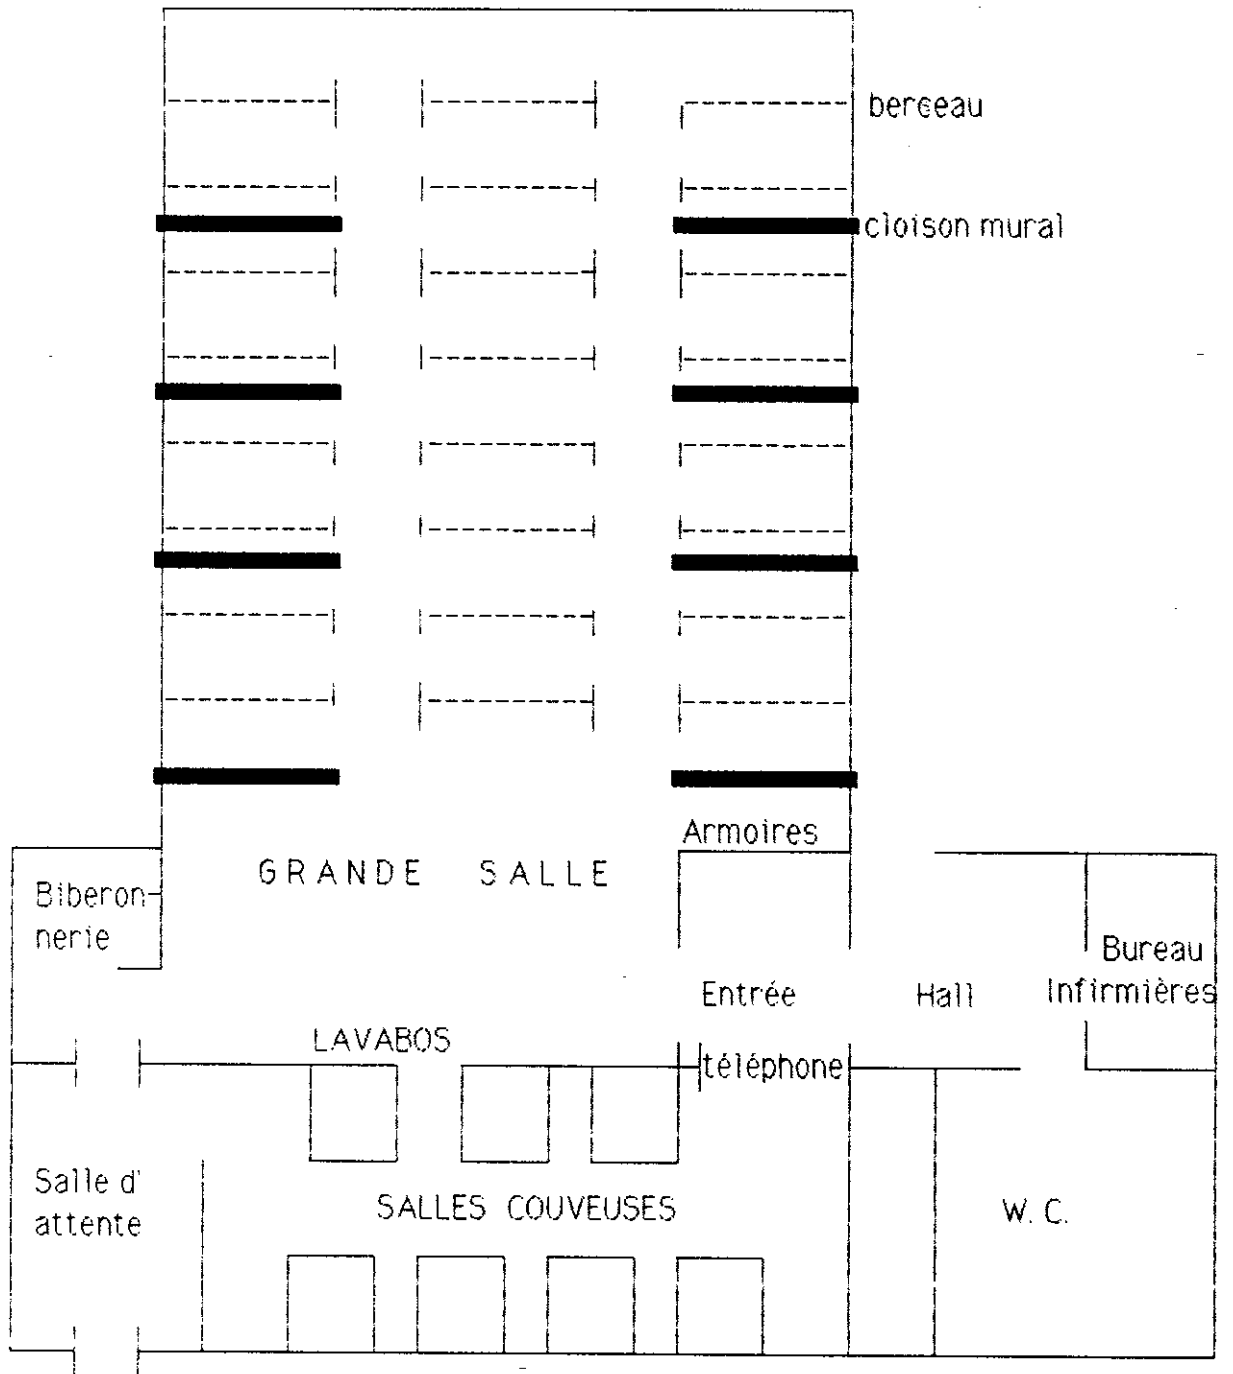 berceau
cloison mural
Armoires
GRANDE SALLE
Biberon-
nerie
Bureau
Infirmières
Entrée
Hall
LAVABOS
téléphone
Salle d'
attente
SALLES COUVEUSES
W. C.